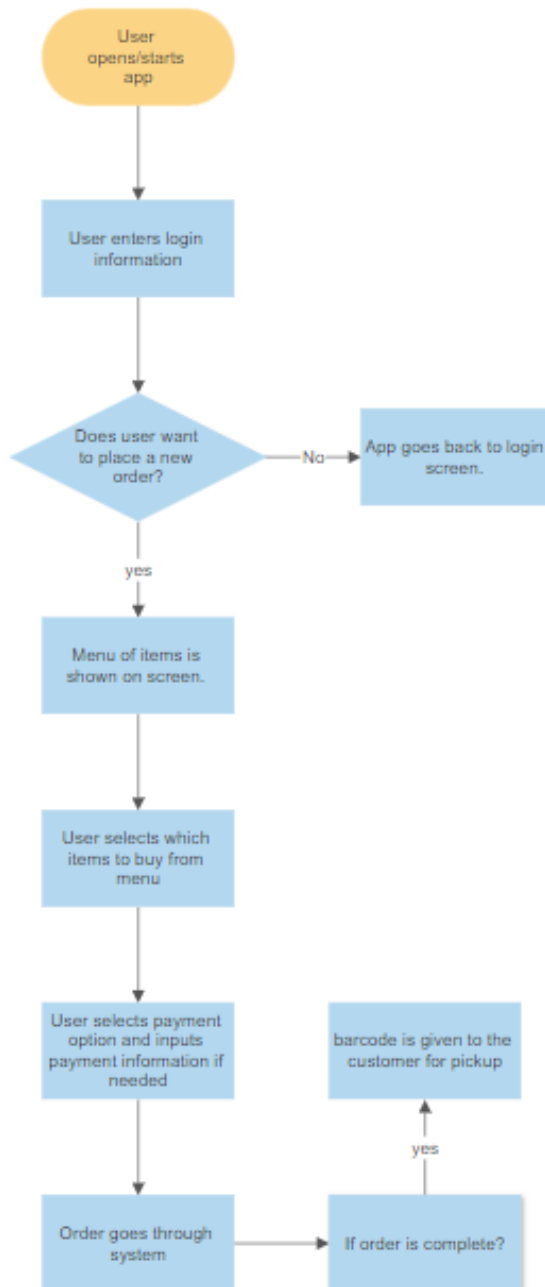 User
opens/starts
app
User enters login
information
Does user want
to place a new
order?
No
App goes back to login
screen.
yes
Menu of items is
shown on screen.
User selects which
items to buy from
menu
User selects payment
option and inputs
payment information if
needed
barcode is given to the
customer for pickup
yes
Order goes through
system
If order is complete?